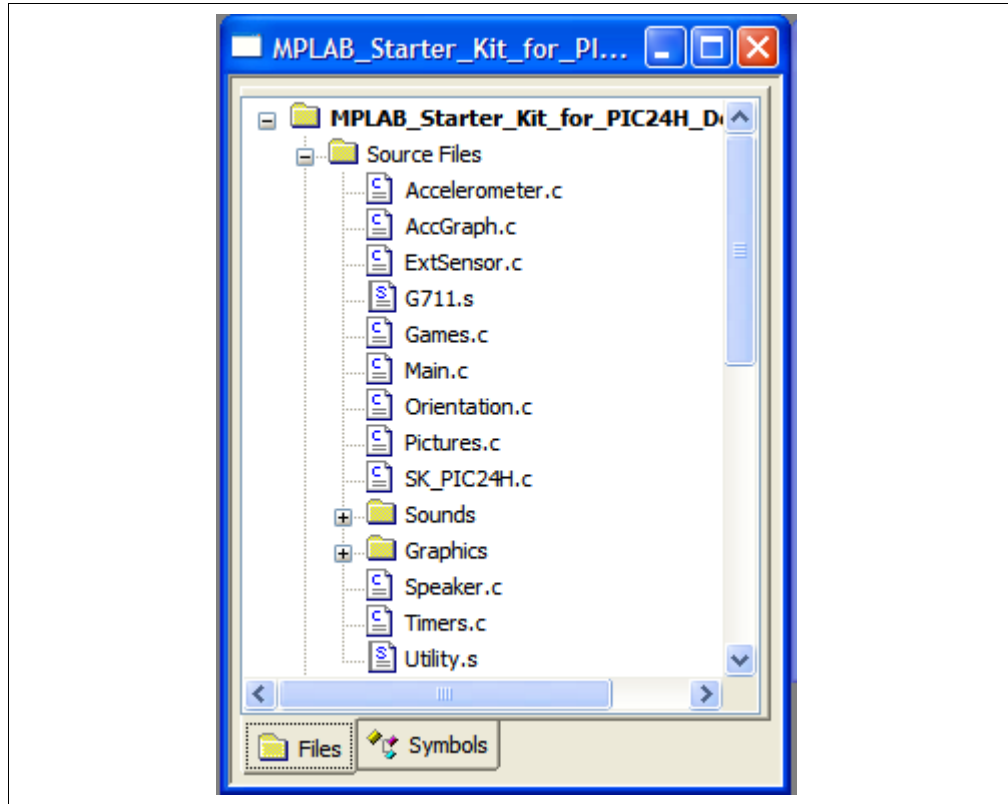 MPLAB_Starter_Kit_for_PI...
MPLAB_Starter_Kit_for_PIC24H_D
Source Files
Accelerometer.c
AccGraph.c
ExtSensor.c
G711.s
Games.c
Main.c
Orientation.c
Pictures.c
SK_PIC24H.c
Sounds
Graphics
Speaker.c
Timers.c
Utility.s
Files
Symbols